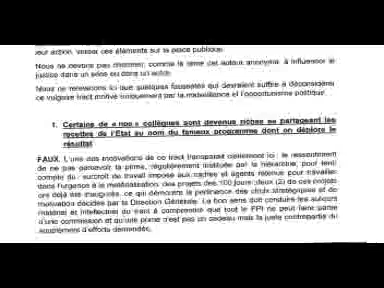 leur action, verser ces éléments sur la place publique.
Nous ne devons pas chercher, comme le rêve cet auteur anonyme, à influencer la
justice dans un sens ou dans un autre.
Nous ne relèverons ici que quelques faussetés qui devraient suffire à déconsidérer
ce vulgaire tract motivé uniquement par la malveillance et l'opportunisme politique...
1. Certains de « nos » collègues sont devenus riches se partageant les
recettes de l'Etat au nom du fameux programme dont on déplore le
résultat
FAUX. L'une des motivations de ce tract transparaît clairement ici : le ressentiment
de ne pas percevoir la prime, régulièrement instituée par la hiérarchie, pour tenir
compte du surcroît de travail imposé aux cadres et agents retenus pour travailler
dans l'urgence à la matérialisation des projets des 100 jours; deux (2) de ces projets
ont déjà été inaugurés, ce qui démontre la pertinence des choix stratégiques et de
motivation décidés par la Direction Générale. Le bon sens doit conduire les auteurs
matériel et intellectuel du tract à comprendre que tout le FPI ne peut faire partie
d'une commission et qu'une prime n'est pas un cadeau mais la juste contrepartie du
supplément d'efforts demandés.